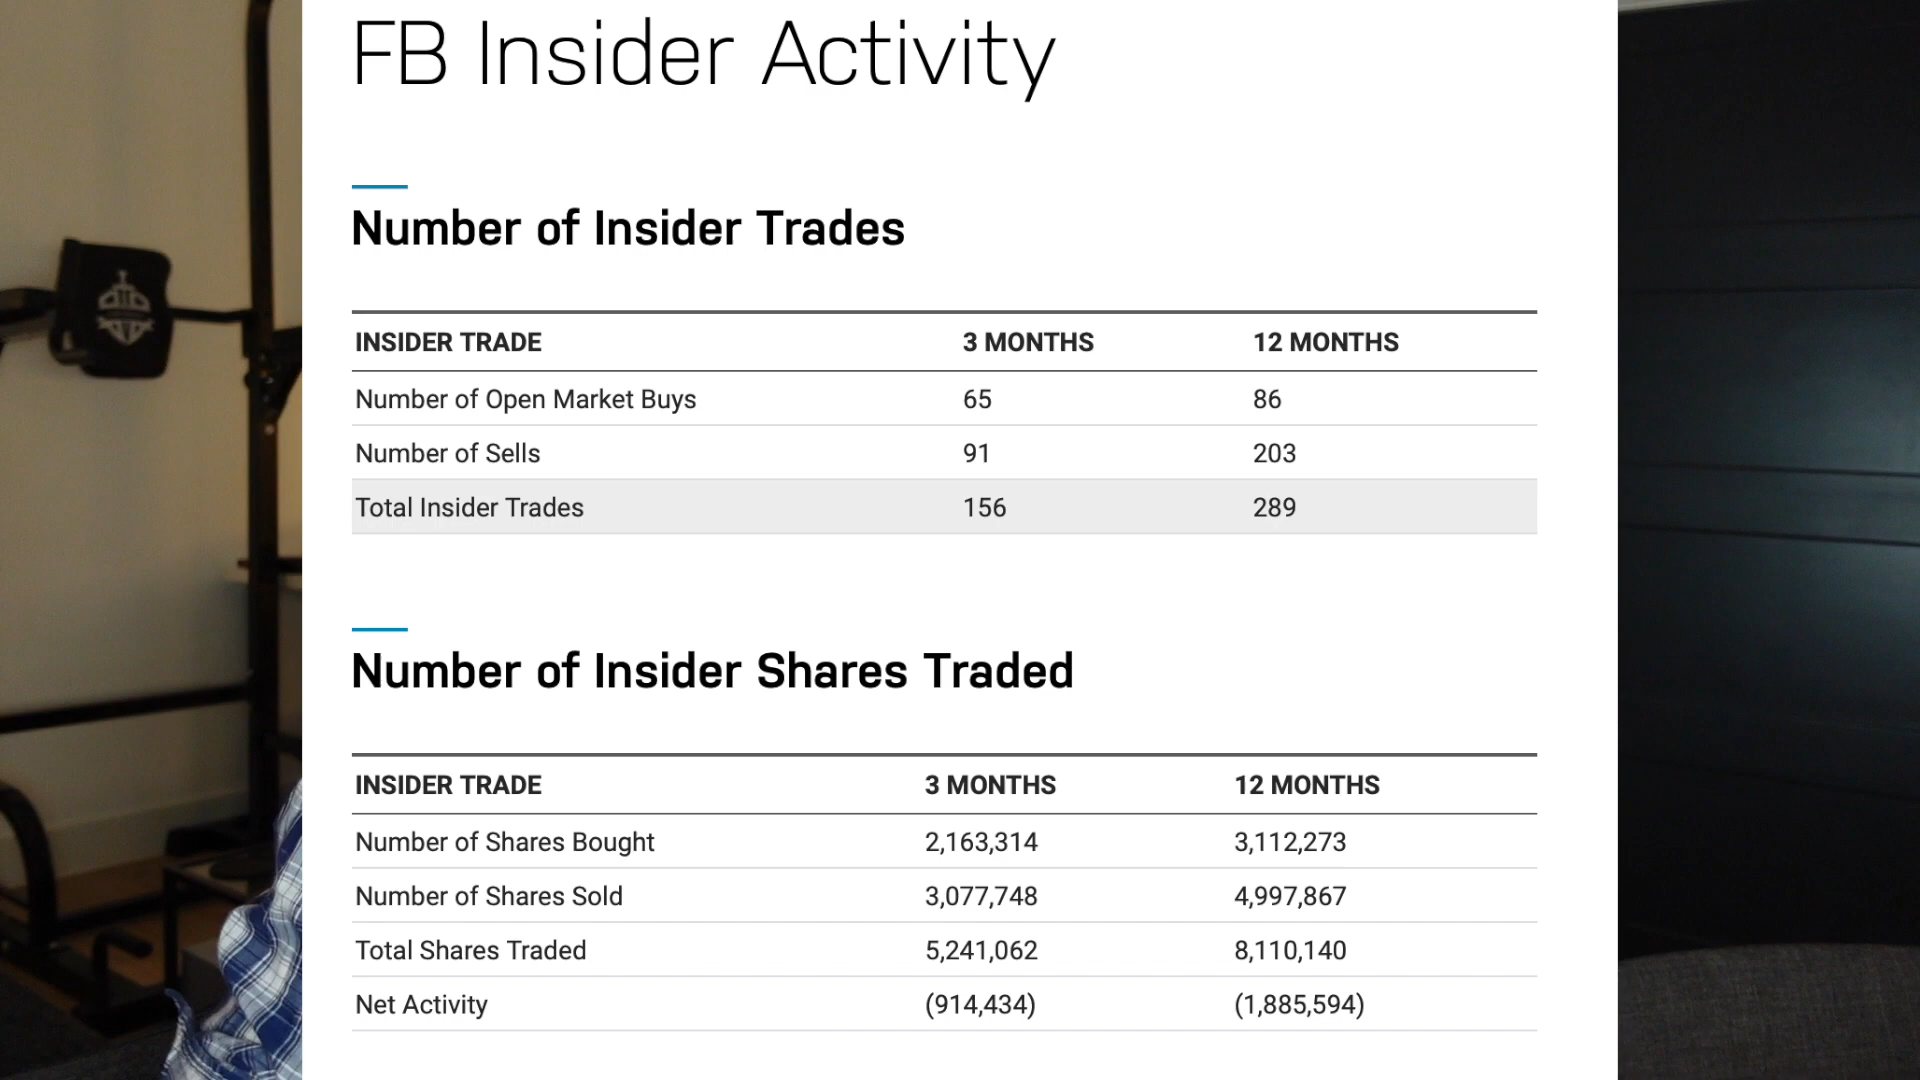 FB Insider Activity
Number of Insider Trades
INSIDER TRADE 3 MONTHS 12 MONTHS
Number of Open Market Buys 65 86
Number of Sells 91 203
Total Insider Trades 156 289
Number of Insider Shares Traded
INSIDER TRADE 3 MONTHS 12 MONTHS
Number of Shares Bought 2,163,314 3,112,273
Number of Shares Sold 3,077,748 4,997,867
Total Shares Traded 5,241,062 8,110,140
Net Activity (914,434) (1,885,594)